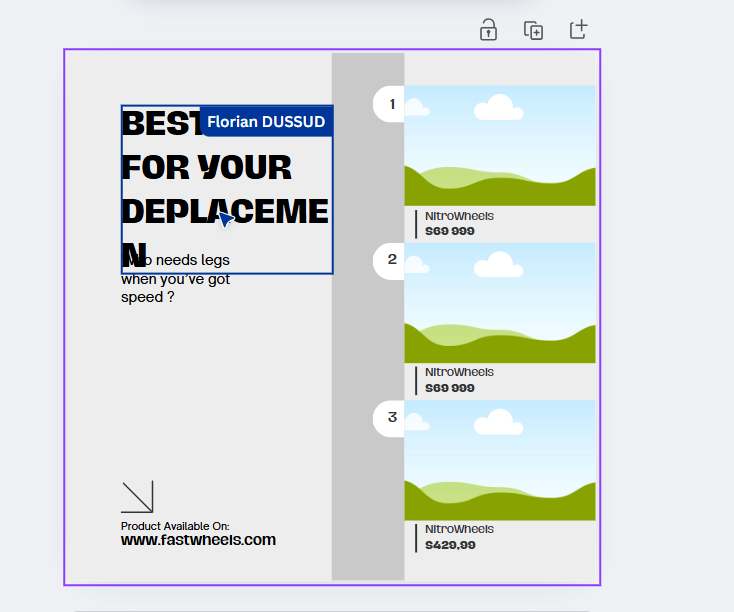 BEST
Florian DUSSUD
FOR YOUR
DEPLACEME
N
who needs legs
when you've got
speed ?
Product Available On:
www.fastwheels.com
1
NitroWheels
$69 999
2
NitroWheels
$69 999
3
NitroWheels
$429,99